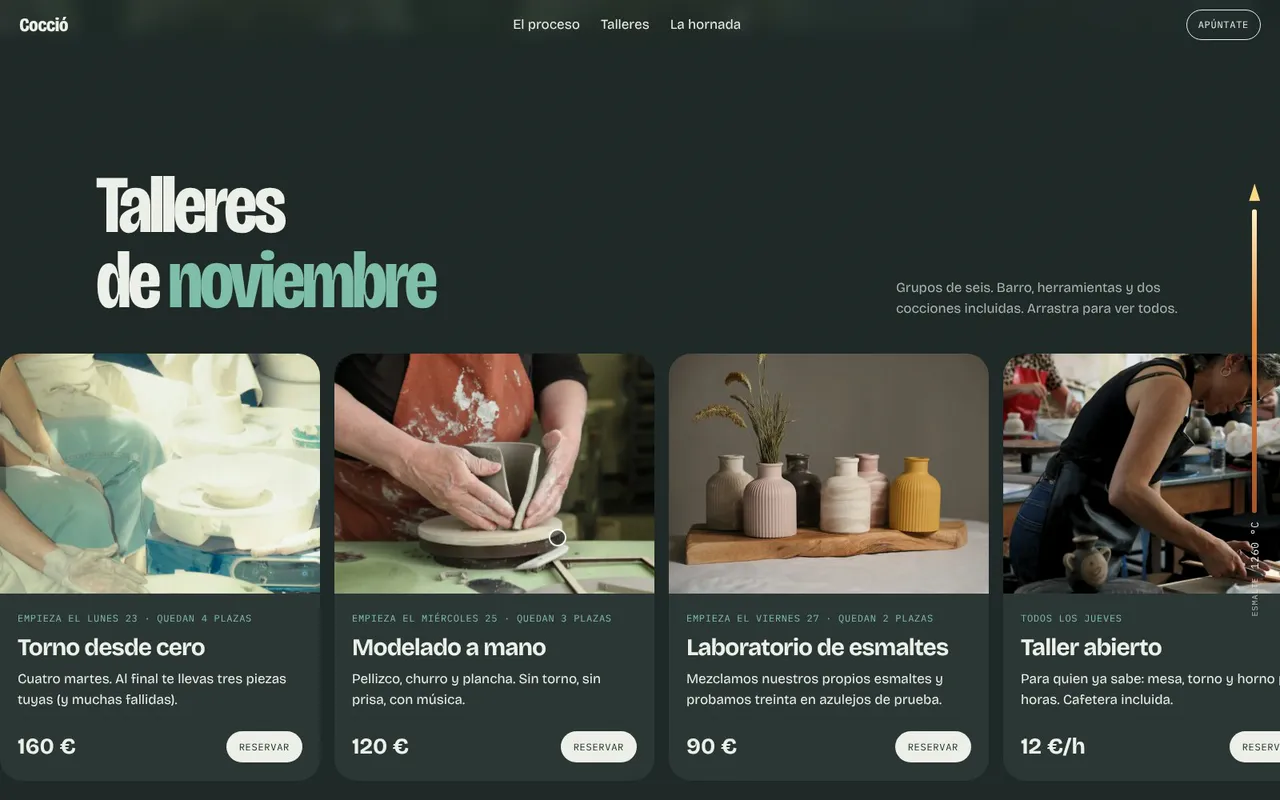 Cocció
El proceso
Talleres
La hornada
APÚNTATE
Talleres
de noviembre
Grupos de seis. Barro, herramientas y dos
cocciones incluidas. Arrastra para ver todos.
EMPIEZA EL LUNES 23 · QUEDAN 4 PLAZAS
Torno desde cero
Cuatro martes. Al final te llevas tres piezas
tuyas (y muchas fallidas).
160 €
RESERVAR
EMPIEZA EL MIÉRCOLES 25 · QUEDAN 3 PLAZAS
Modelado a mano
Pellizco, churro y plancha. Sin torno, sin
prisa, con música.
120 €
RESERVAR
EMPIEZA EL VIERNES 27 · QUEDAN 2 PLAZAS
Laboratorio de esmaltes
Mezclamos nuestros propios esmaltes y
probamos treinta en azulejos de prueba.
90 €
RESERVAR
TODOS LOS JUEVES
Taller abierto
Para quien ya sabe: mesa, torno y horno
horas. Cafetera incluida.
12 €/h
RESERV
1260 °C